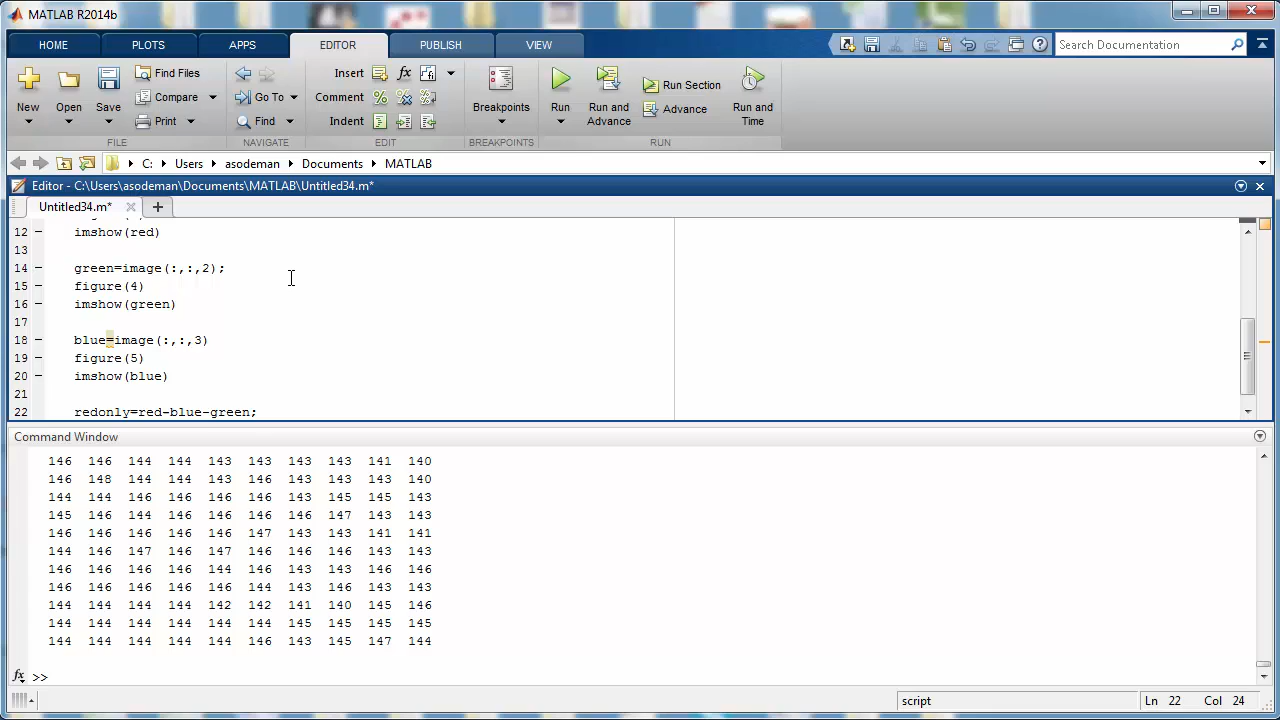 MATLAB R2014b
HOME PLOTS APPS EDITOR PUBLISH VIEW Search Documentation
New Open Save Find Files Compare Print Go To Find Insert Comment Indent fx Breakpoints Run Run and Advance Run Section Advance Run and Time
FILE NAVIGATE EDIT BREAKPOINTS RUN
C: Users asodeman Documents MATLAB
Editor - C:\Users\asodeman\Documents\MATLAB\Untitled34.m*
Untitled34.m*
12 – imshow(red)
13
14 – green=image(:,:,2);
15 – figure(4)
16 – imshow(green)
17
18 – blue=image(:,:,3)
19 – figure(5)
20 – imshow(blue)
21
22 – redonly=red-blue-green;
Command Window
146 146 144 144 143 143 143 143 141 140
146 148 144 144 143 146 143 143 143 140
144 144 146 146 146 146 143 145 145 143
145 146 144 146 146 146 146 147 143 143
146 146 146 146 146 147 143 143 141 141
144 146 147 146 147 146 146 146 143 143
146 146 146 146 144 146 143 143 146 146
146 146 146 146 146 144 143 146 143 143
144 144 144 144 142 142 141 140 145 146
144 144 144 144 144 144 145 145 145 145
144 144 144 144 144 146 143 145 147 144
fx >>
script Ln 22 Col 24